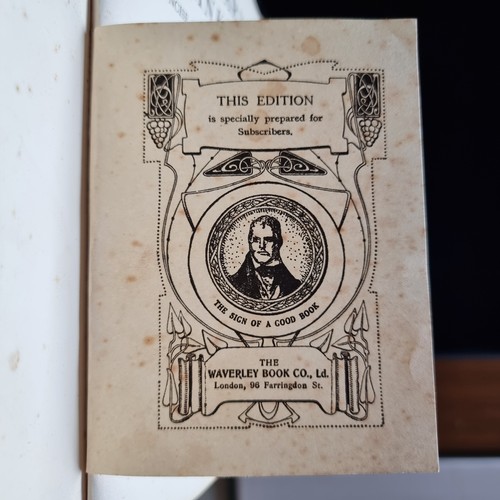 THIS EDITION
is specially prepared for
Subscribers.
THE SIGN OF A GOOD BOOK
THE
WAVERLEY BOOK CO., Ld.
London, 96 Farringdon St.